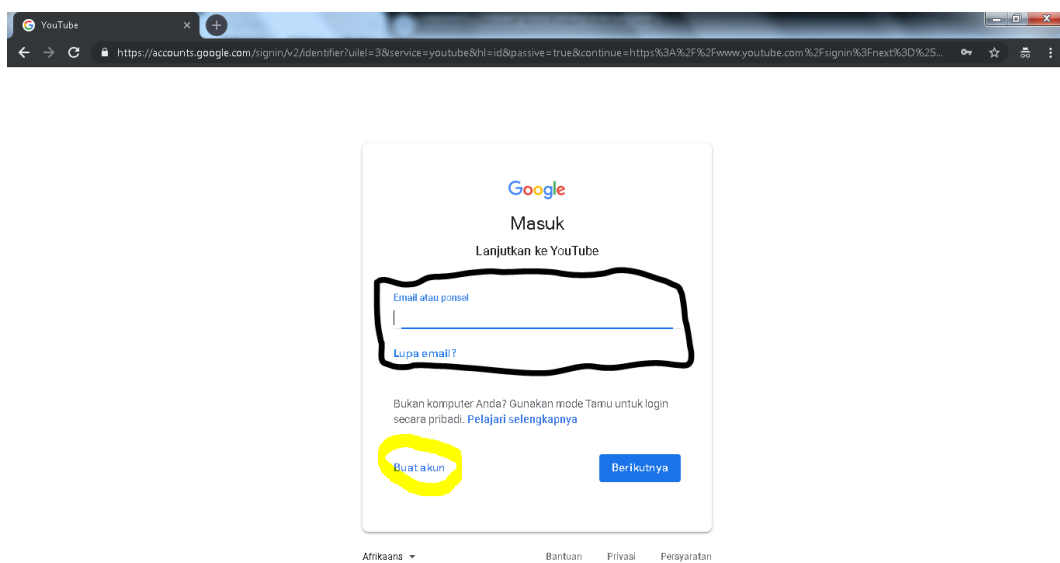 YouTube
https://accounts.google.com/signin/v2/identifier?uilel=3&service=youtube&hl=id&passive=true&continue=https%3A%2F%2Fwww.youtube.com%2Fsignin%3Fnext%3D%25...
Google
Masuk
Lanjutkan ke YouTube
Email atau ponsel
Lupa email?
Bukan komputer Anda? Gunakan mode Tamu untuk login
secara pribadi. Pelajari selengkapnya
Buat akun Berikutnya
Afrikaans Bantuan Privasi Persyaratan